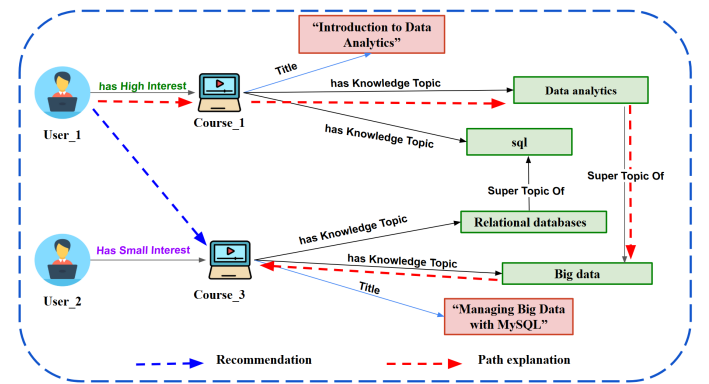 “Introduction to Data
Analytics”
Title
has High Interest
has Knowledge Topic
Data analytics
User_1
Course_1
has Knowledge Topic
sql
Super Topic Of
Super Topic Of
has Knowledge Topic
Relational databases
Has Small Interest
has Knowledge Topic
Big data
User_2
Course_3
Title
“Managing Big Data
with MySQL”
Recommendation
Path explanation